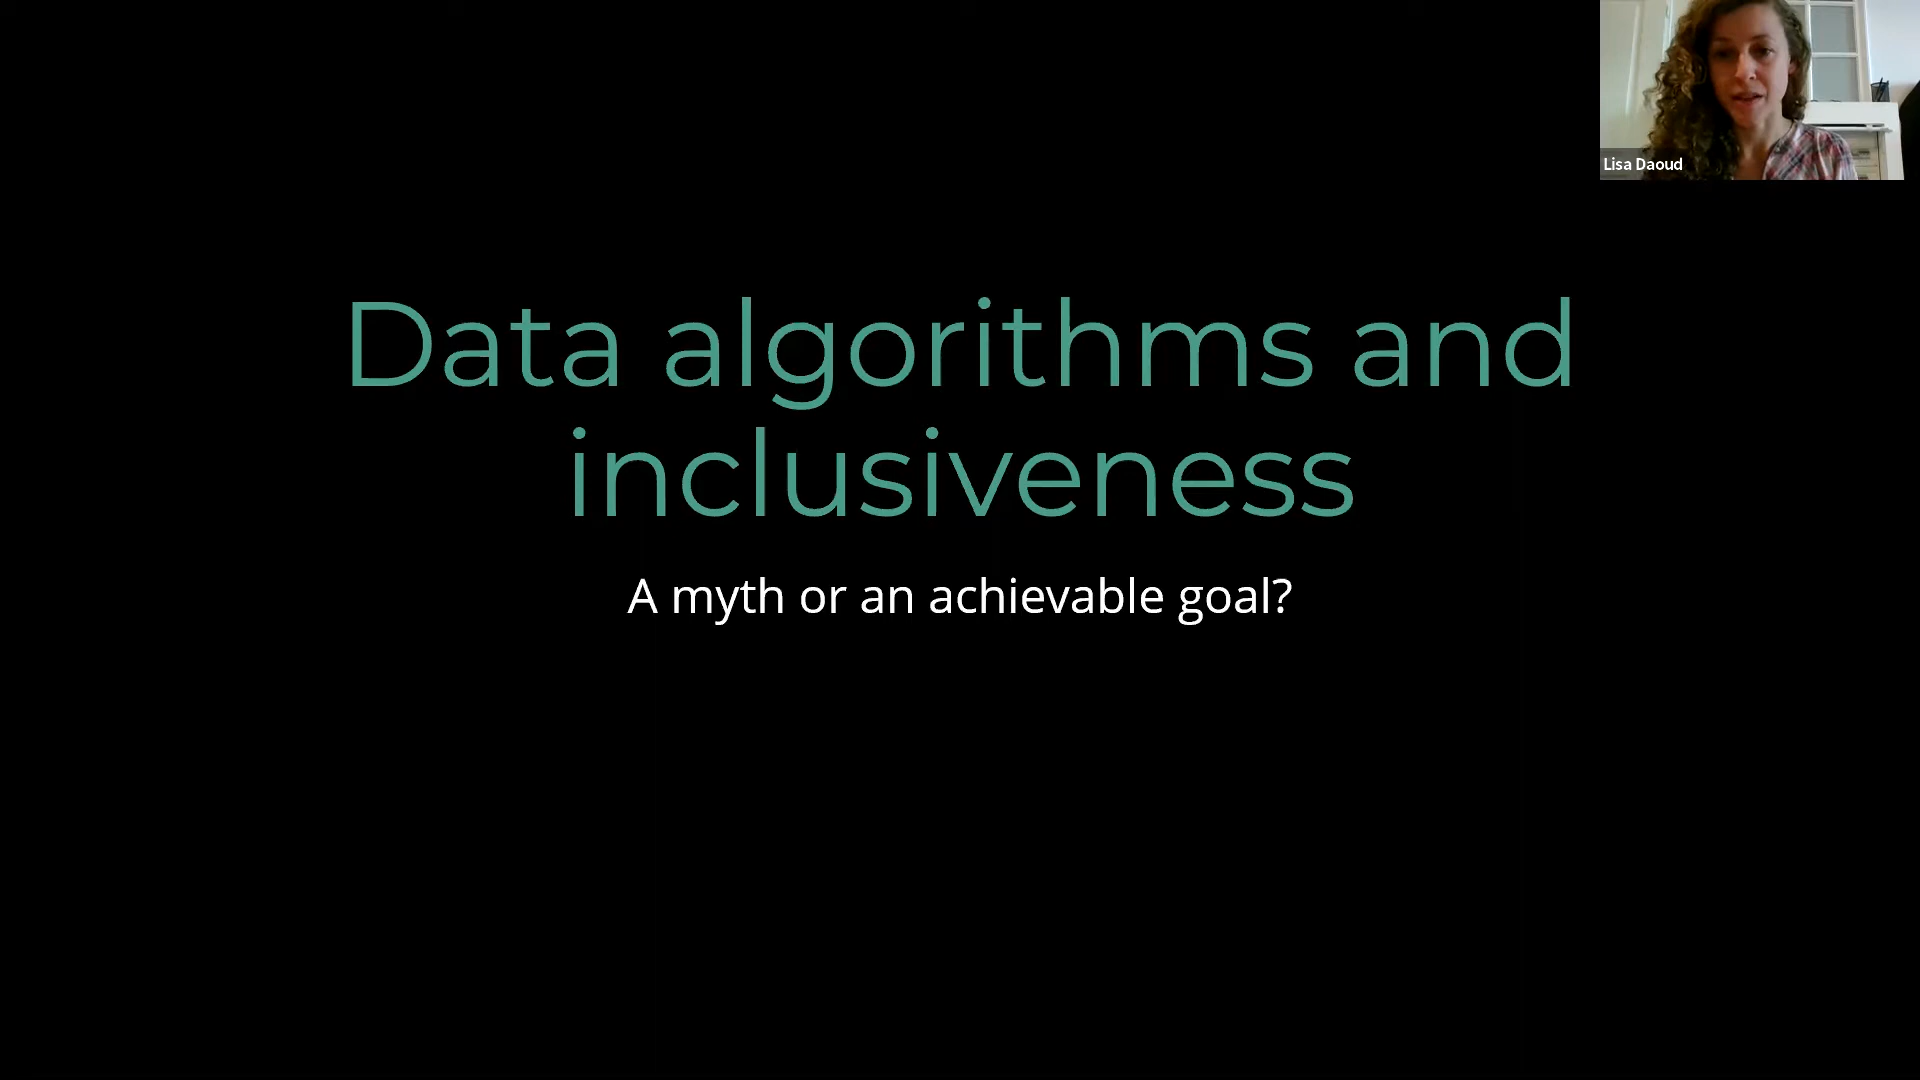 Lisa Daoud
Data algorithms and
inclusiveness
A myth or an achievable goal?